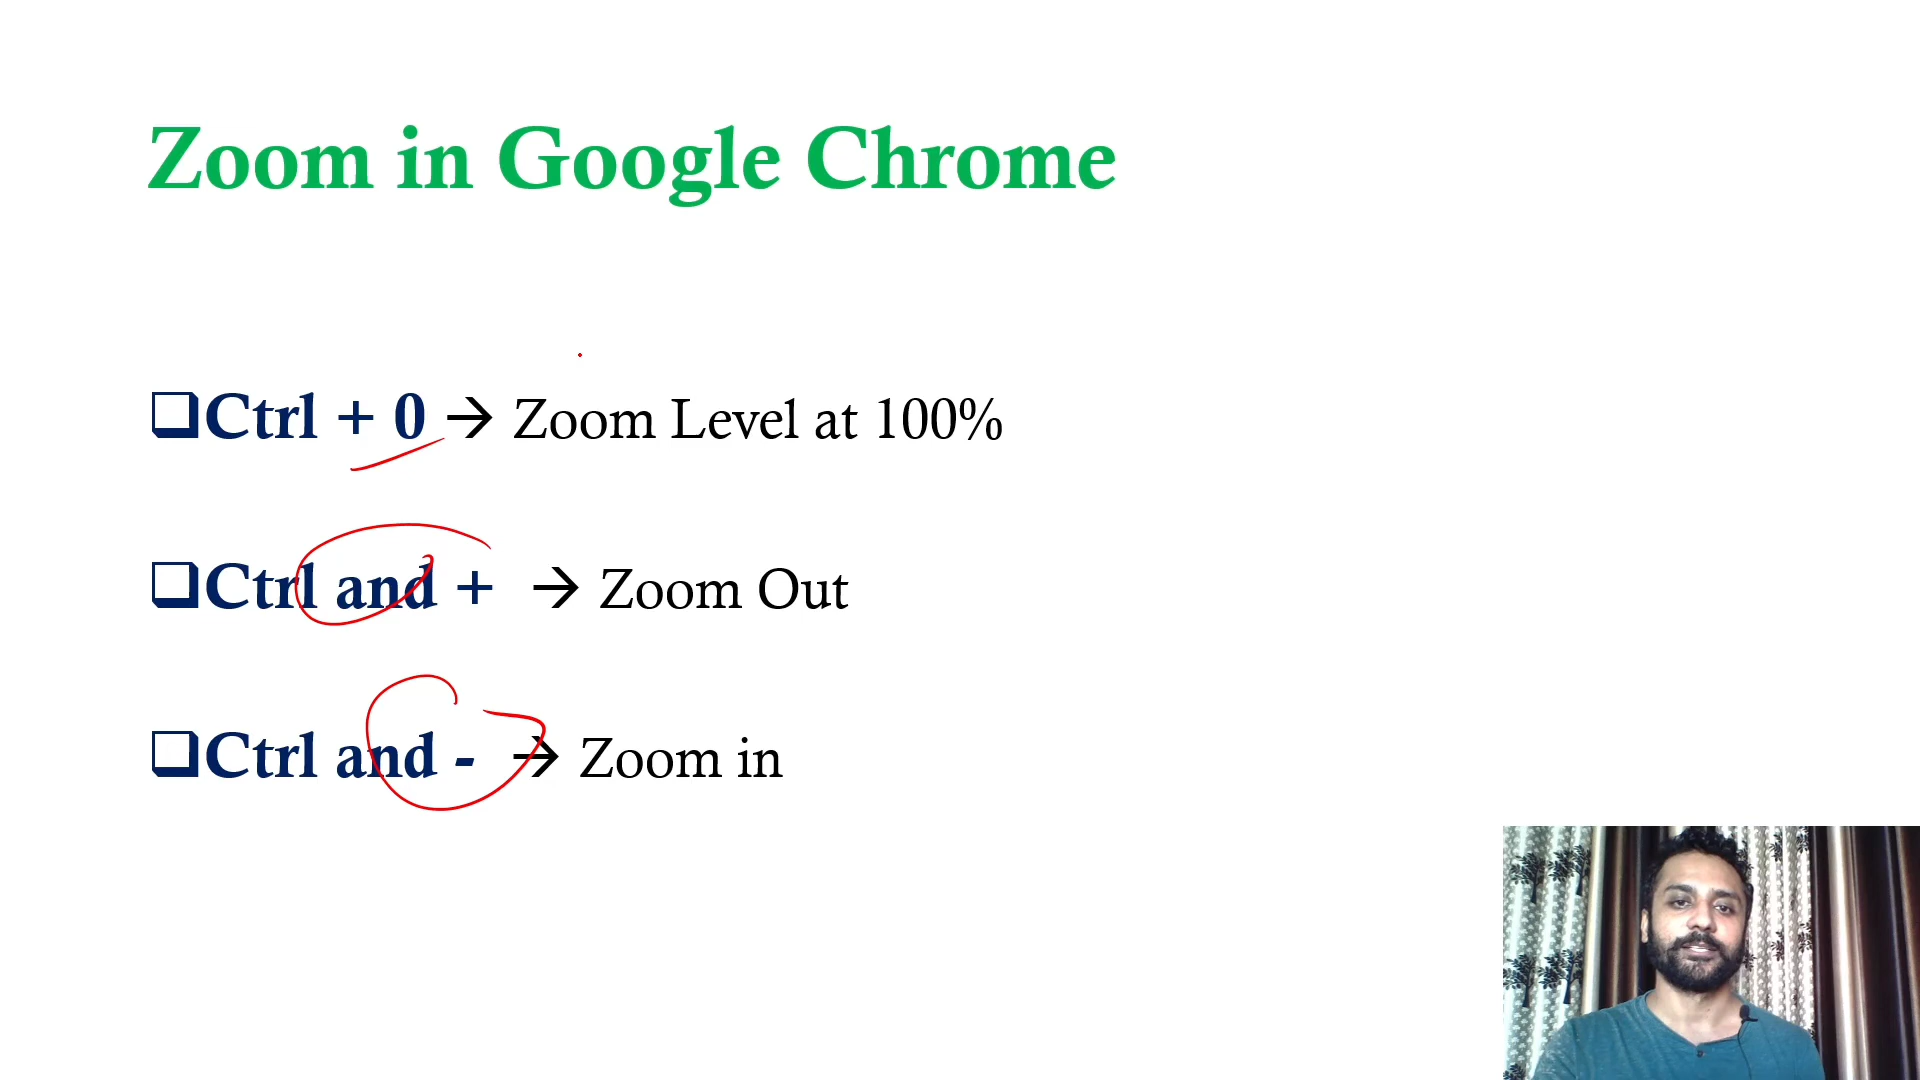 Zoom in Google Chrome
❑Ctrl + 0 → Zoom Level at 100%
❑Ctrl and + → Zoom Out
❑Ctrl and - → Zoom in